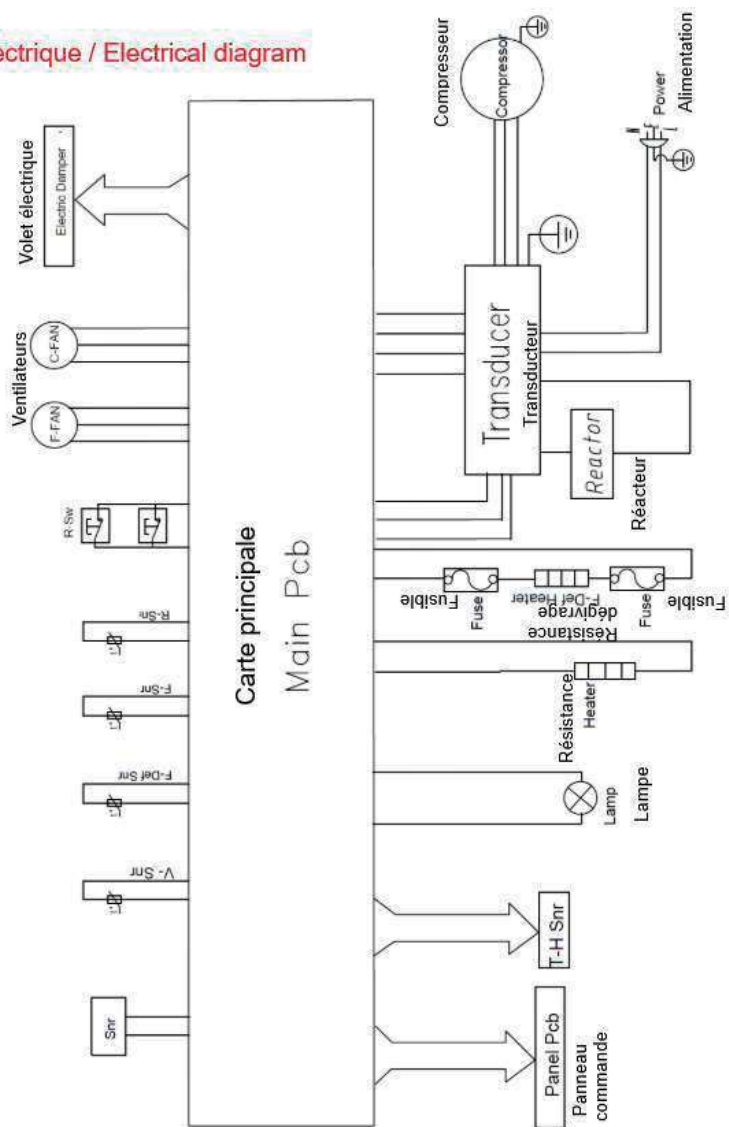 ectrique / Electrical diagram
Volet électrique
Electric Damper
Ventilateurs
C-FAN
F-FAN
R-Sw
R-Snr
F-Snr
F-Def Snr
V- Snr
Snr
Carte principale
Main Pcb
Compresseur
Compressor
N
E
L
Power
Alimentation
Transducer
Transducteur
Reactor
Réacteur
Fusible
Fuse
F-Def Heater
dégivrage
Résistance
Fuse
Fusible
Résistance
Heater
Lamp
Lampe
T-H Snr
Panel Pcb
Panneau
commande